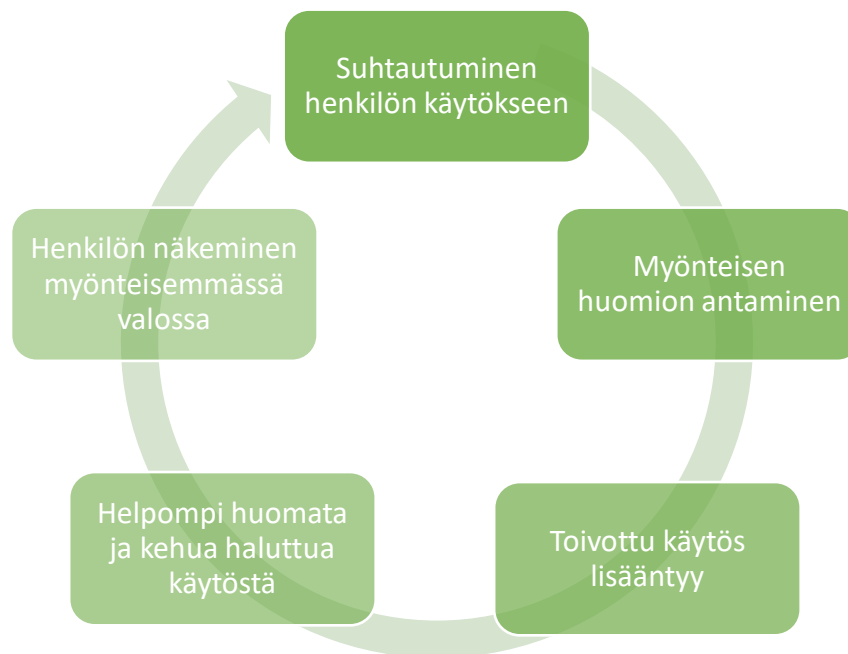 Suhtautuminen
henkilön käytökseen
Myönteisen
huomion antaminen
Toivottu käytös
lisääntyy
Helpompi huomata
ja kehua haluttua
käytöstä
Henkilön näkeminen
myönteisemmässä
valossa